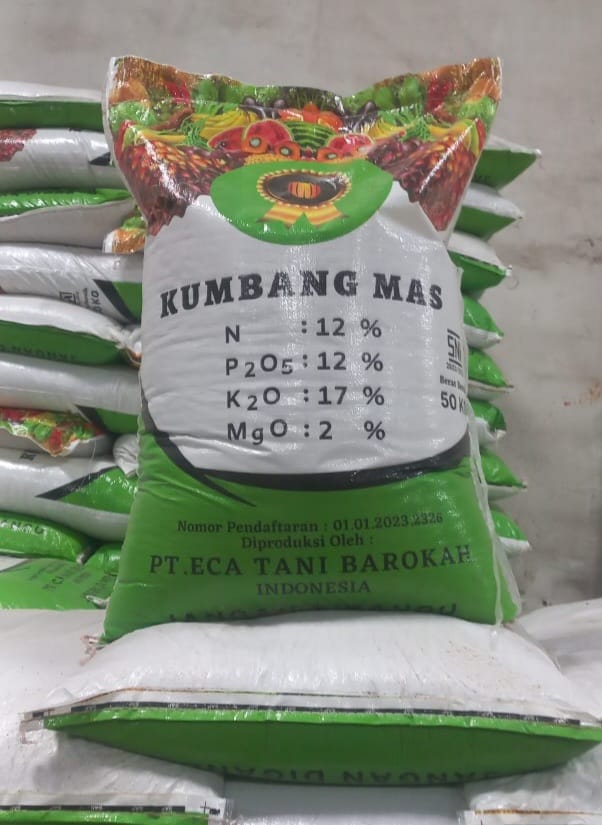 KUMBANG MAS
N : 12 %
P2O5 : 12 %
K2O : 17 %
MgO : 2 %
SNI
50
Nomor Pendaftaran : 01.01.2023.2326
Diproduksi Oleh :
PT.ECA TANI BAROKAH
INDONESIA